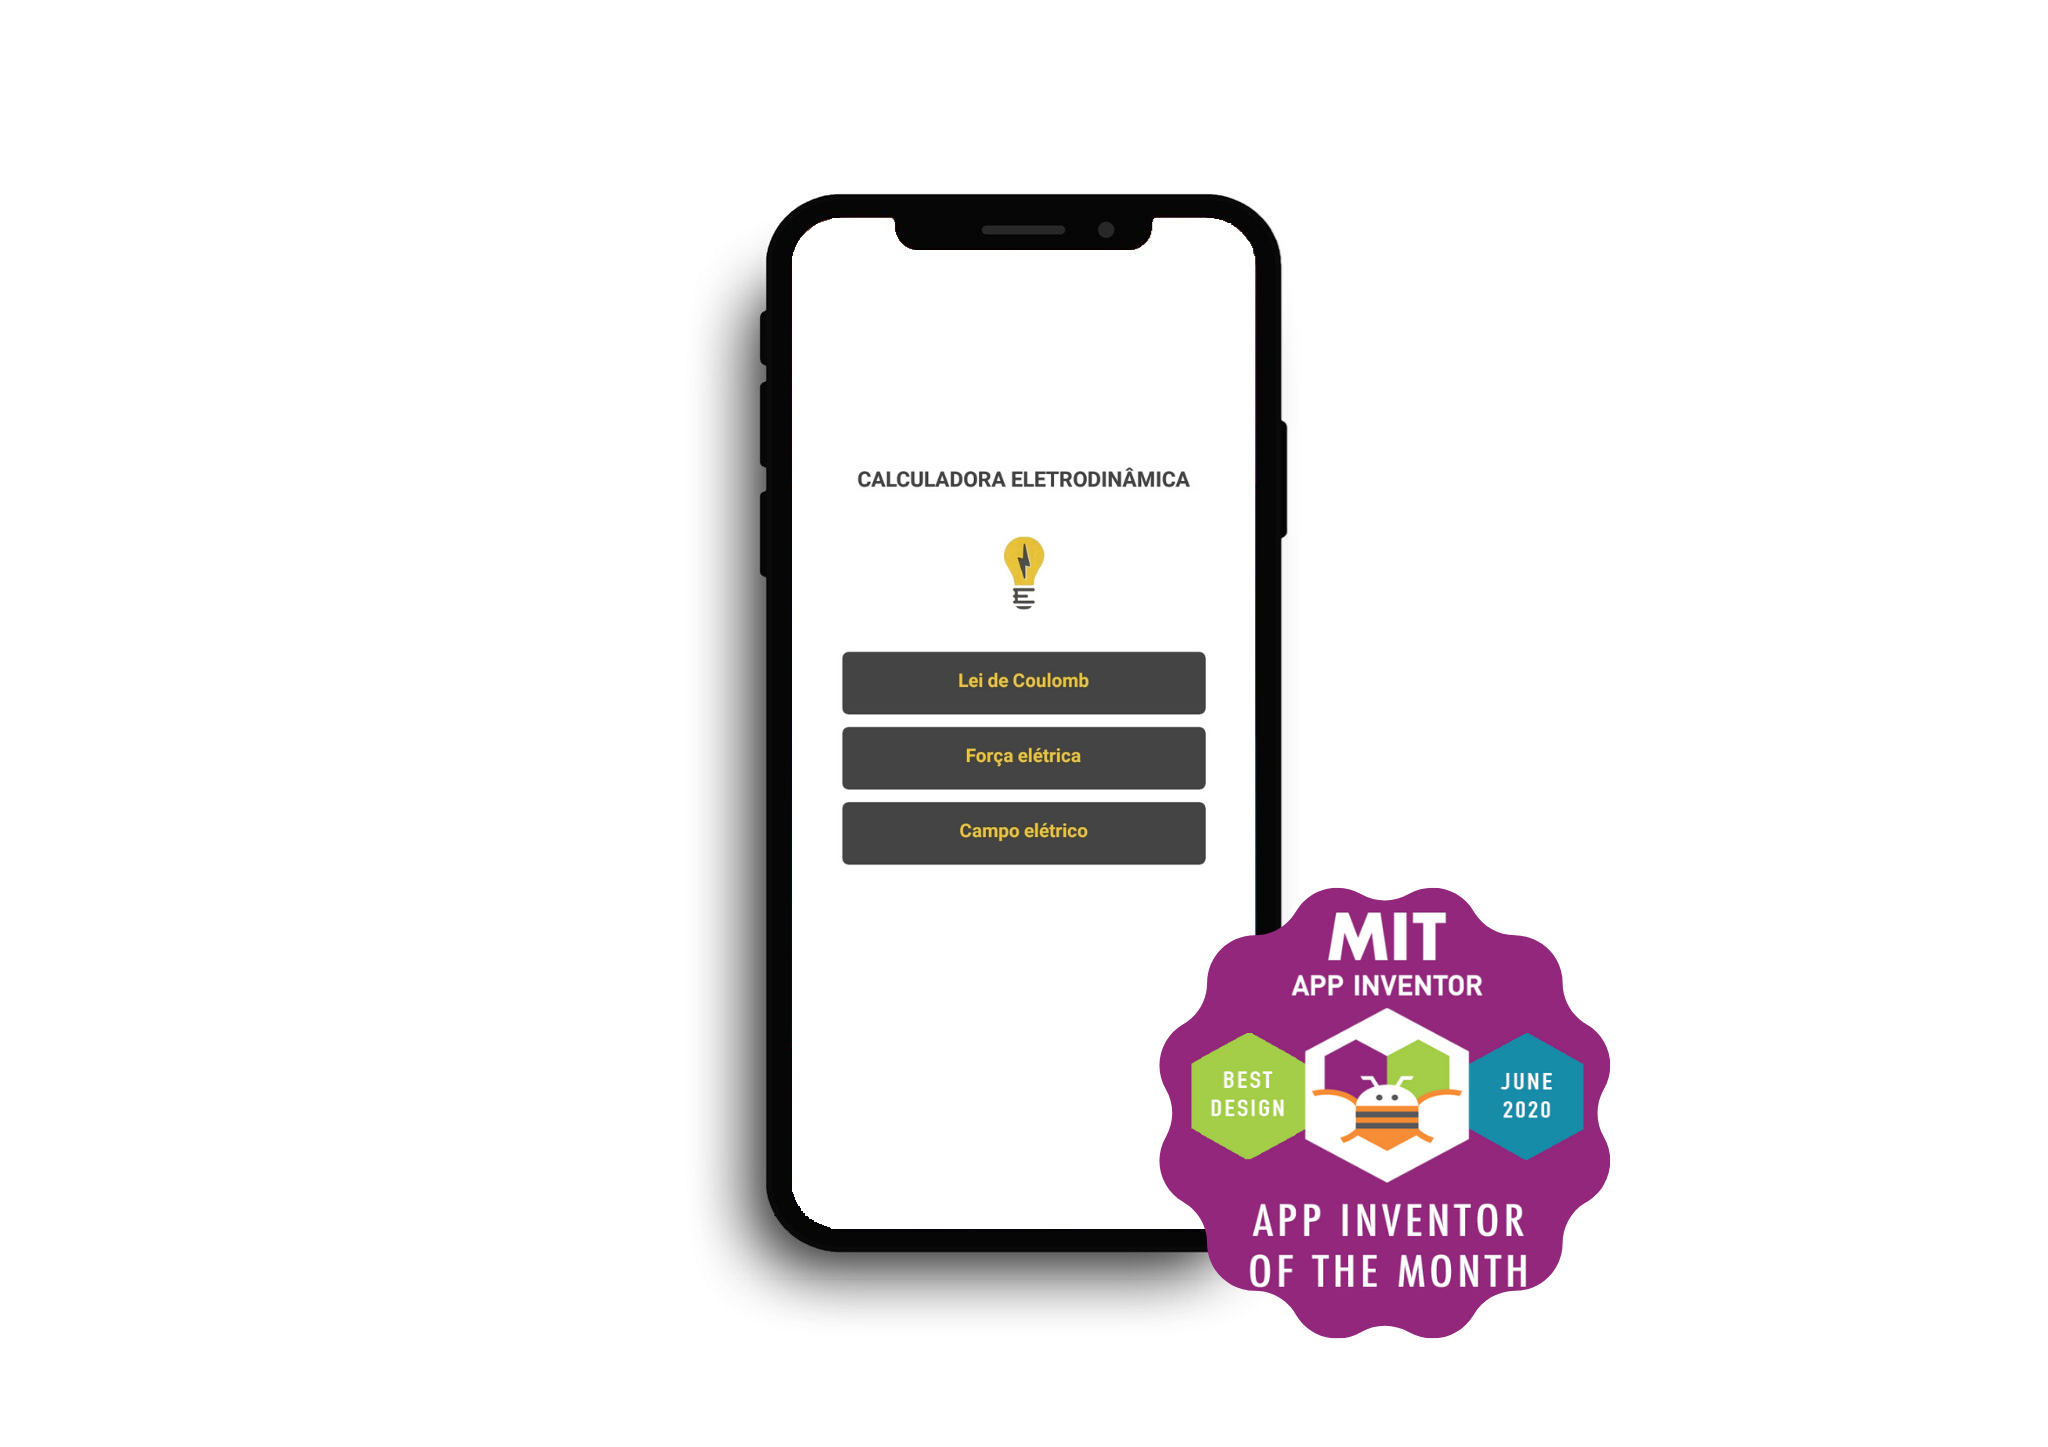 CALCULADORA ELETRODINÂMICA
Lei de Coulomb
Força elétrica
Campo elétrico
MIT
APP INVENTOR
BEST
DESIGN
JUNE
2020
APP INVENTOR
OF THE MONTH